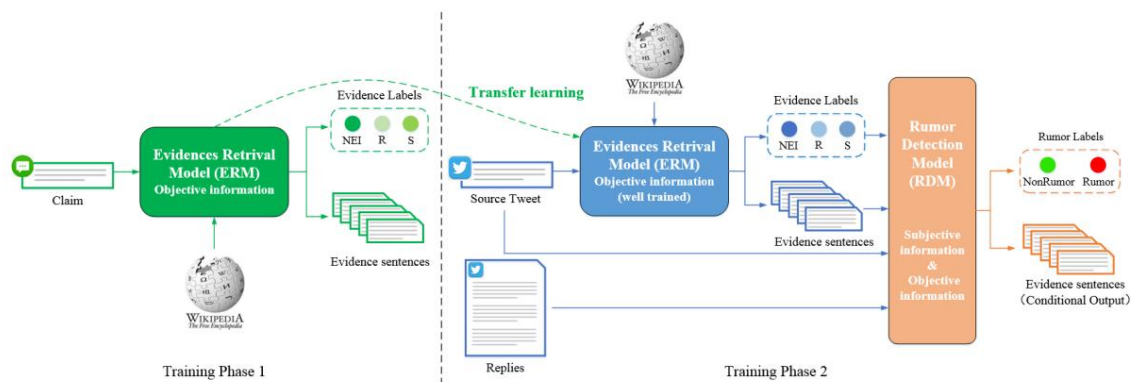 Claim
Evidences Retrival
Model (ERM)
Objective information
WIKIPEDIA
The Free Encyclopedia
Evidence Labels
NEI R S
Evidence sentences
Training Phase 1
Transfer learning
WIKIPEDIA
The Free Encyclopedia
Source Tweet
Replies
Evidences Retrival
Model (ERM)
Objective information
(well trained)
Evidence Labels
NEI R S
Evidence sentences
Rumor
Detection
Model
(RDM)
Subjective
information
&
Objective
information
Rumor Labels
NonRumor Rumor
Evidence sentences
(Conditional Output)
Training Phase 2